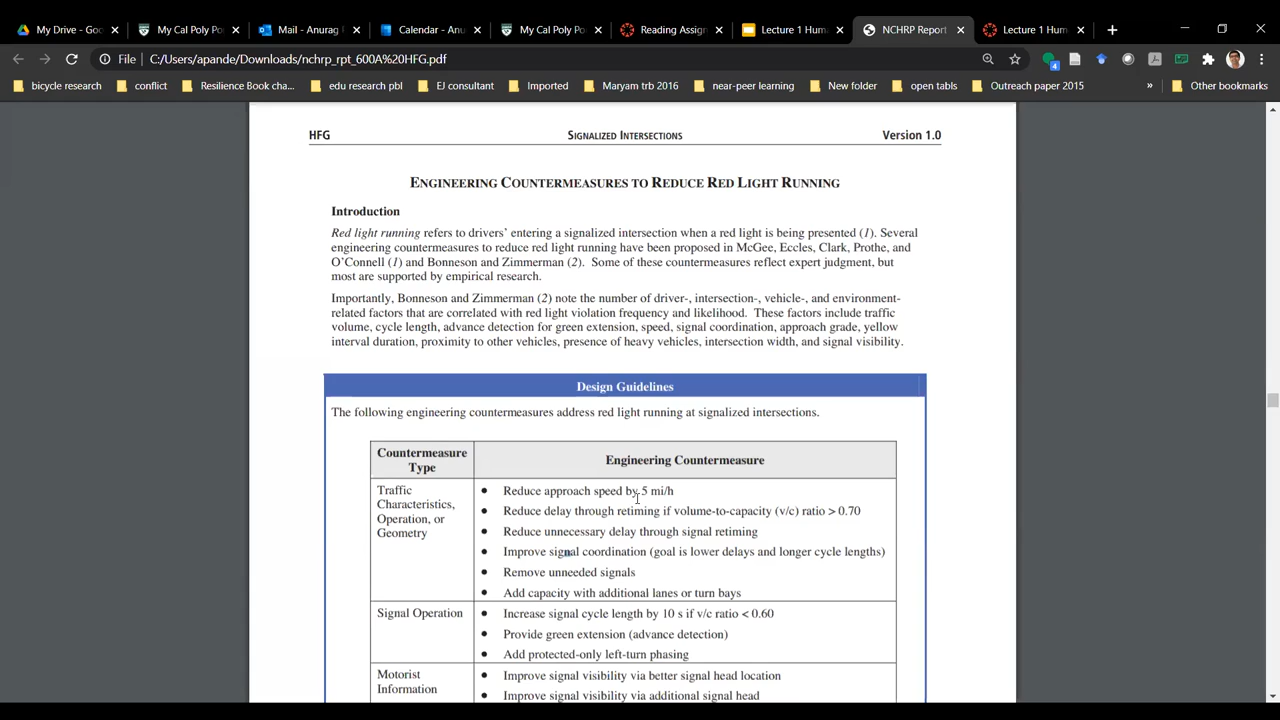 My Drive - Goo
My Cal Poly Po
Mail - Anurag
Calendar - Anu
My Cal Poly Po
Reading Assig
Lecture 1 Hum
NCHRP Report
Lecture 1 Hum
File
C:/Users/apande/Downloads/nchrp_rpt_600A%20HFG.pdf
4
bicycle research
conflict
Resilience Book cha...
edu research pbl
EJ consultant
Imported
Maryam trb 2016
near-peer learning
New folder
open tabls
Outreach paper 2015
»
Other bookmarks
HFG
SIGNALIZED INTERSECTIONS
Version 1.0
ENGINEERING COUNTERMEASURES TO REDUCE RED LIGHT RUNNING
Introduction
Red light running refers to drivers' entering a signalized intersection when a red light is being presented (1). Several
engineering countermeasures to reduce red light running have been proposed in McGee, Eccles, Clark, Prothe, and
O'Connell (1) and Bonneson and Zimmerman (2). Some of these countermeasures reflect expert judgment, but
most are supported by empirical research.
Importantly, Bonneson and Zimmerman (2) note the number of driver-, intersection-, vehicle-, and environment-
related factors that are correlated with red light violation frequency and likelihood. These factors include traffic
volume, cycle length, advance detection for green extension, speed, signal coordination, approach grade, yellow
interval duration, proximity to other vehicles, presence of heavy vehicles, intersection width, and signal visibility.
Design Guidelines
The following engineering countermeasures address red light running at signalized intersections.
Countermeasure
Type
Engineering Countermeasure
Traffic
Characteristics,
Operation, or
Geometry
• Reduce approach speed by 5 mi/h
• Reduce delay through retiming if volume-to-capacity (v/c) ratio > 0.70
• Reduce unnecessary delay through signal retiming
• Improve signal coordination (goal is lower delays and longer cycle lengths)
• Remove unneeded signals
• Add capacity with additional lanes or turn bays
Signal Operation
• Increase signal cycle length by 10 s if v/c ratio < 0.60
• Provide green extension (advance detection)
• Add protected-only left-turn phasing
Motorist
Information
• Improve signal visibility via better signal head location
• Improve signal visibility via additional signal head